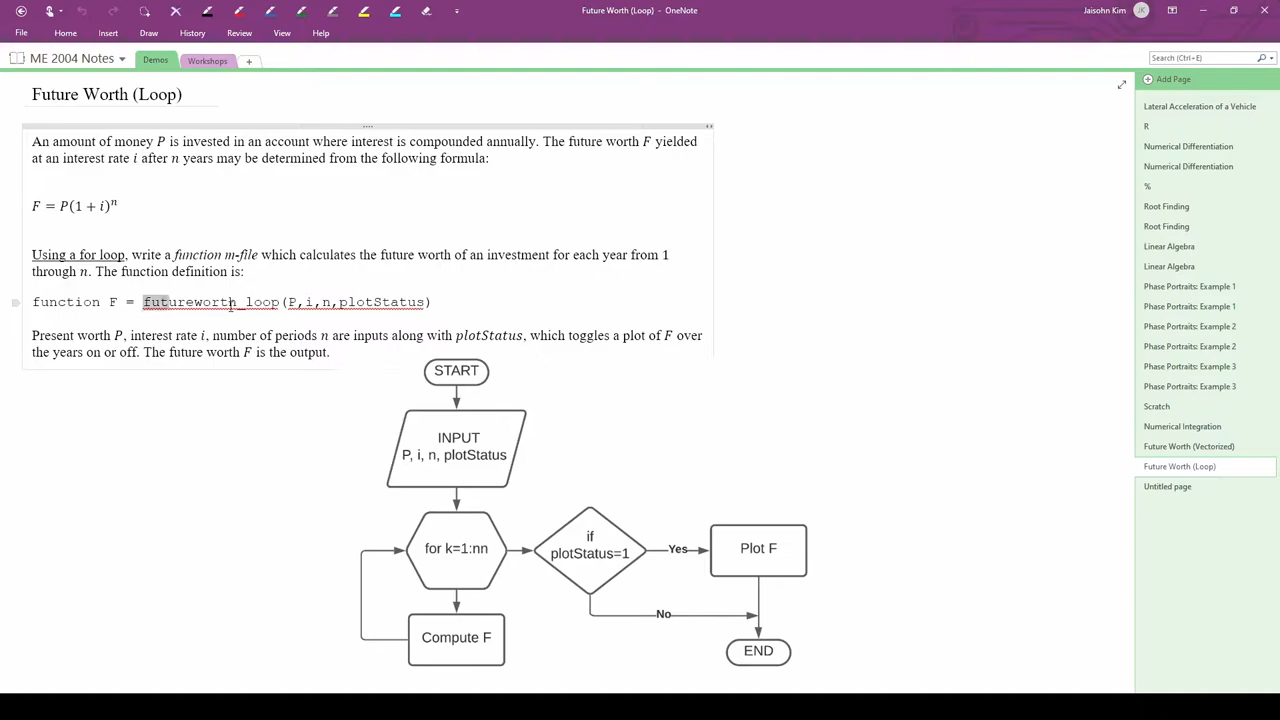 Future Worth (Loop) - OneNote
Jaisohn Kim
JK
File
Home
Insert
Draw
History
Review
View
Help
ME 2004 Notes
Demos
Workshops
Search (Ctrl+E)
Future Worth (Loop)
An amount of money P is invested in an account where interest is compounded annually. The future worth F yielded
at an interest rate i after n years may be determined from the following formula:
F = P(1 + i)^n
Using a for loop, write a function m-file which calculates the future worth of an investment for each year from 1
through n. The function definition is:
function F = futureworth_loop(P,i,n,plotStatus)
Present worth P, interest rate i, number of periods n are inputs along with plotStatus, which toggles a plot of F over
the years on or off. The future worth F is the output.
START
INPUT
P, i, n, plotStatus
for k=1:nn
if
plotStatus=1
Yes
Plot F
No
Compute F
END
Add Page
Lateral Acceleration of a Vehicle
R
Numerical Differentiation
Numerical Differentiation
%
Root Finding
Root Finding
Linear Algebra
Linear Algebra
Phase Portraits: Example 1
Phase Portraits: Example 1
Phase Portraits: Example 2
Phase Portraits: Example 2
Phase Portraits: Example 3
Phase Portraits: Example 3
Scratch
Numerical Integration
Future Worth (Vectorized)
Future Worth (Loop)
Untitled page